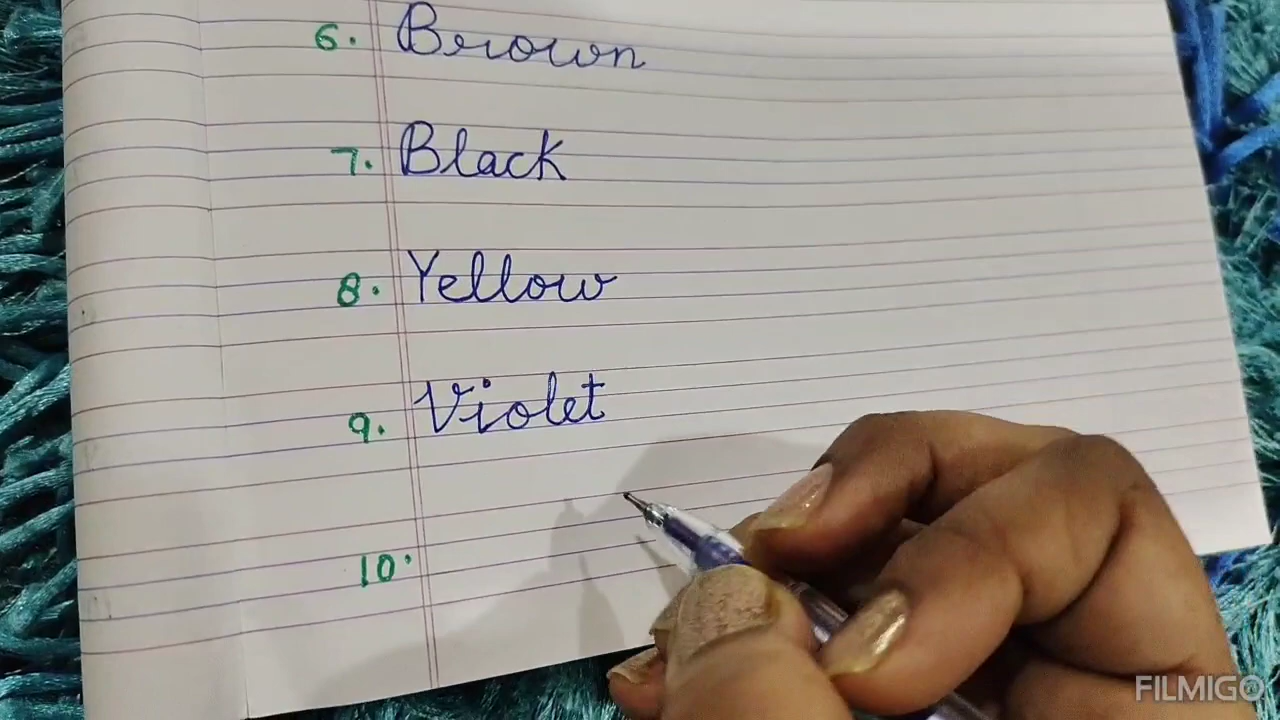 6. Brown
7. Black
8. Yellow
9. Violet
10.
FILMIGO